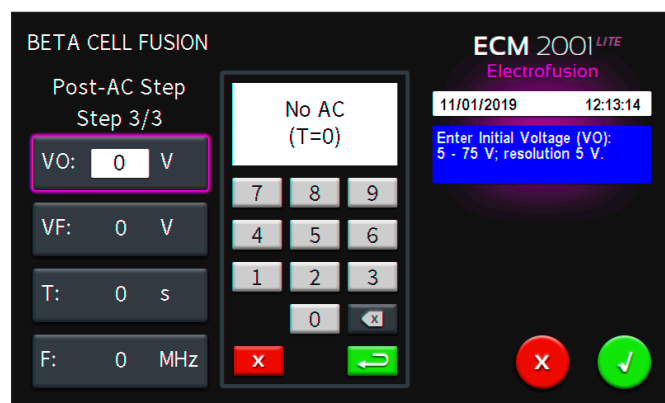 BETA CELL FUSION
Post-AC Step
Step 3/3
VO: 0 V
VF: 0 V
T: 0 s
F: 0 MHz
No AC
(T=0)
7 8 9
4 5 6
1 2 3
0 x
x
ECM 2001 LITE
Electrofusion
11/01/2019 12:13:14
Enter Initial Voltage (VO):
5 - 75 V; resolution 5 V.
x